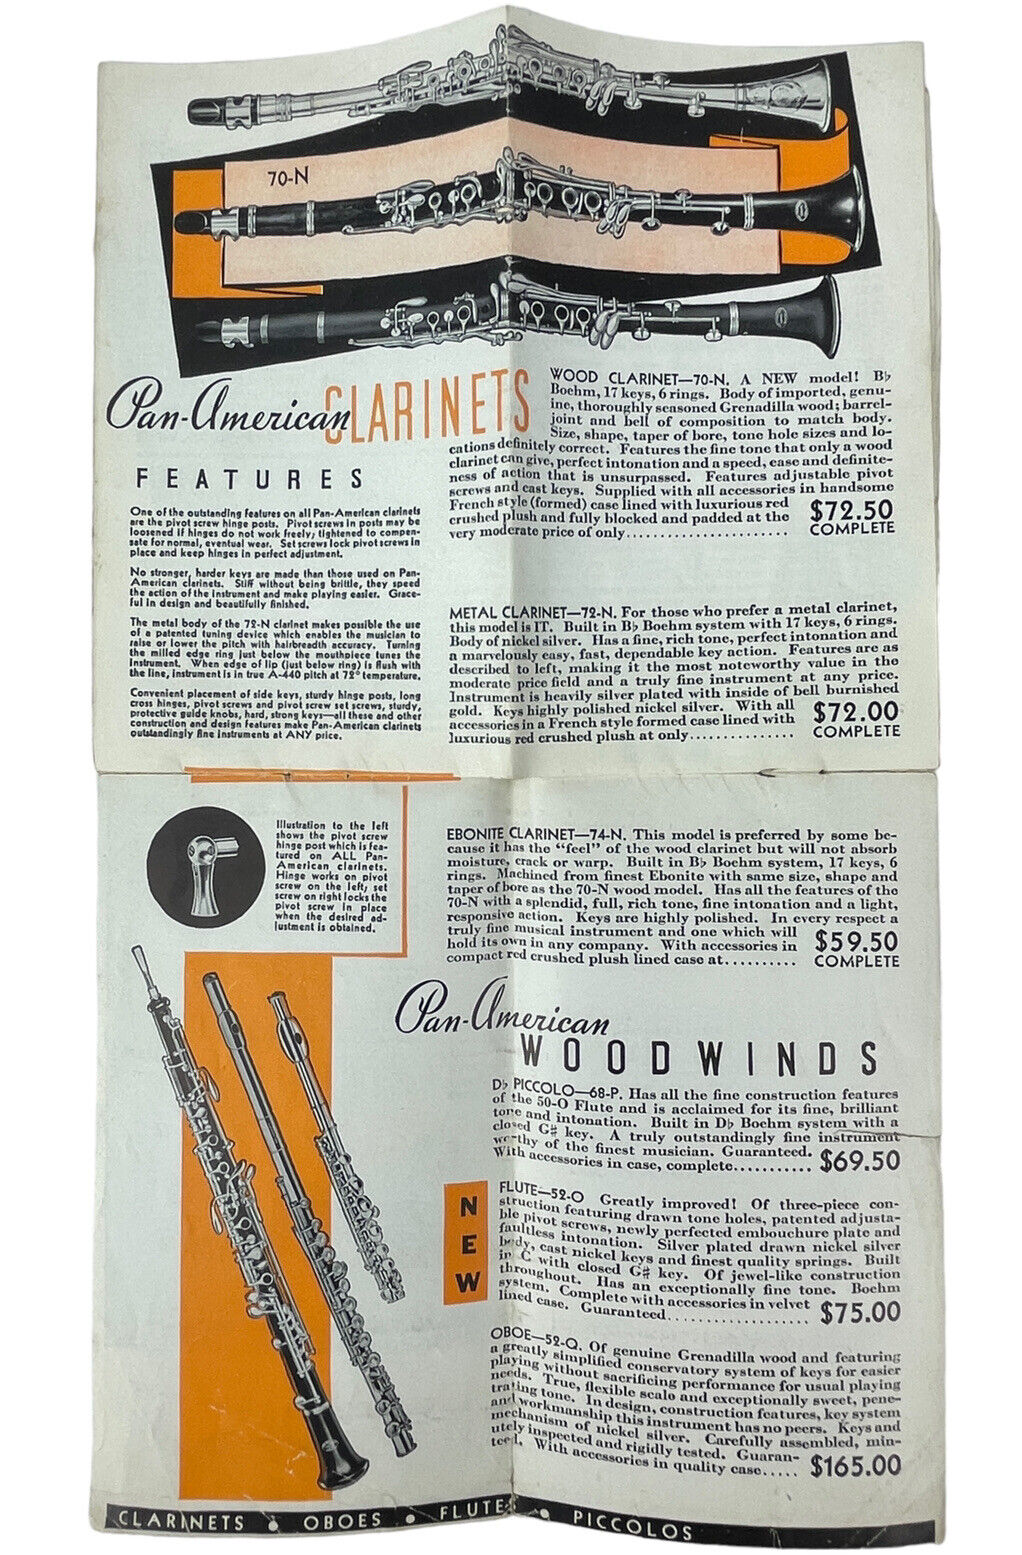 70-N
Pan-American
CLARINETS
FEATURES
One of the outstanding features on all Pan-American clarinets
are the pivot screw hinge posts. Pivot screws in posts may be
loosened if hinges do not work freely; tightened to compen-
sate for normal, eventual wear. Set screws lock pivot screws in
place and keep hinges in perfect adjustment.
No stronger, harder keys are made than those used on Pan-
American clarinets. Stiff without being brittle, they speed
the action of the instrument and make playing easier. Grace-
ful in design and beautifully finished.
The metal body of the 72-N clarinet makes possible the use
of a patented tuning device which enables the musician to
raise or lower the pitch with hairbreadth accuracy. Turning
the milled edge ring just below the mouthpiece tunes the
instrument. When edge of lip (just below ring) is flush with
the line, instrument is in true A-440 pitch at 72° temperature.
Convenient placement of side keys, sturdy hinge posts, long
cross hinges, pivot screws and pivot screw set screws, sturdy,
protective guide knobs, hard, strong keys—all these and other
construction and design features make Pan-American clarinets
outstandingly fine instruments at ANY price.
WOOD CLARINET—70-N. A NEW model! B♭
Boehm, 17 keys, 6 rings. Body of imported, genu-
ine, thoroughly seasoned Grenadilla wood; barrel-
joint and bell of composition to match body.
Size, shape, taper of bore, tone hole sizes and lo-
cations definitely correct. Features the fine tone that only a wood
clarinet can give, perfect intonation and a speed, ease and definite-
ness of action that is unsurpassed. Features adjustable pivot
screws and cast keys. Supplied with all accessories in handsome
French style (formed) case lined with luxurious red
crushed plush and fully blocked and padded at the
very moderate price of only.....................
$72.50
COMPLETE
METAL CLARINET—72-N. For those who prefer a metal clarinet,
this model is IT. Built in B♭ Boehm system with 17 keys, 6 rings.
Body of nickel silver. Has a fine, rich tone, perfect intonation and
a marvelously easy, fast, dependable key action. Features are as
described to left, making it the most noteworthy value in the
moderate price field and a truly fine instrument at any price.
Instrument is heavily silver plated with inside of bell burnished
gold. Keys highly polished nickel silver. With all
accessories in a French style formed case lined with
luxurious red crushed plush at only...............
$72.00
COMPLETE
Illustration to the left
shows the pivot screw
hinge post which is fea-
tured on ALL Pan-
American clarinets.
Hinge works on pivot
screw on the left, set
screw on right locks the
pivot screw in place
when the desired ad-
justment is obtained.
EBONITE CLARINET—74-N. This model is preferred by some be-
cause it has the "feel" of the wood clarinet but will not absorb
moisture, crack or warp. Built in B♭ Boehm system, 17 keys, 6
rings. Machined from finest Ebonite with same size, shape and
taper of bore as the 70-N wood model. Has all the features of the
70-N with a splendid, full, rich tone, fine intonation and a light,
responsive action. Keys are highly polished. In every respect a
truly fine musical instrument and one which will
hold its own in any company. With accessories in
compact red crushed plush lined case at..........
$59.50
COMPLETE
Pan-American
WOODWINDS
D♭ PICCOLO—68-P. Has all the fine construction features
of the 50-O Flute and is acclaimed for its fine, brilliant
tone and intonation. Built in D♭ Boehm system with a
closed G♯ key. A truly outstandingly fine instrument
worthy of the finest musician. Guaranteed.
With accessories in case, complete...........
$69.50
NEW
FLUTE—52-O Greatly improved! Of three-piece con-
struction featuring drawn tone holes, patented adjusta-
ble pivot screws, newly perfected embouchure plate and
faultless intonation. Silver plated drawn nickel silver
body, cast nickel keys and finest quality springs. Built
in C with closed G♯ key. Of jewel-like construction
throughout. Has an exceptionally fine tone. Boehm
system. Complete with accessories in velvet
lined case. Guaranteed..................
$75.00
OBOE—52-Q. Of genuine Grenadilla wood and featuring
a greatly simplified conservatory system of keys for easier
playing without sacrificing performance for usual playing
needs. True, flexible scale and exceptionally sweet, pene-
trating tone. In design, construction features, key system
and workmanship this instrument has no peers. Keys and
mechanism of nickel silver. Carefully assembled, min-
utely inspected and rigidly tested. Guaran-
teed. With accessories in quality case.....
$165.00
CLARINETS • OBOES • FLUTES • PICCOLOS